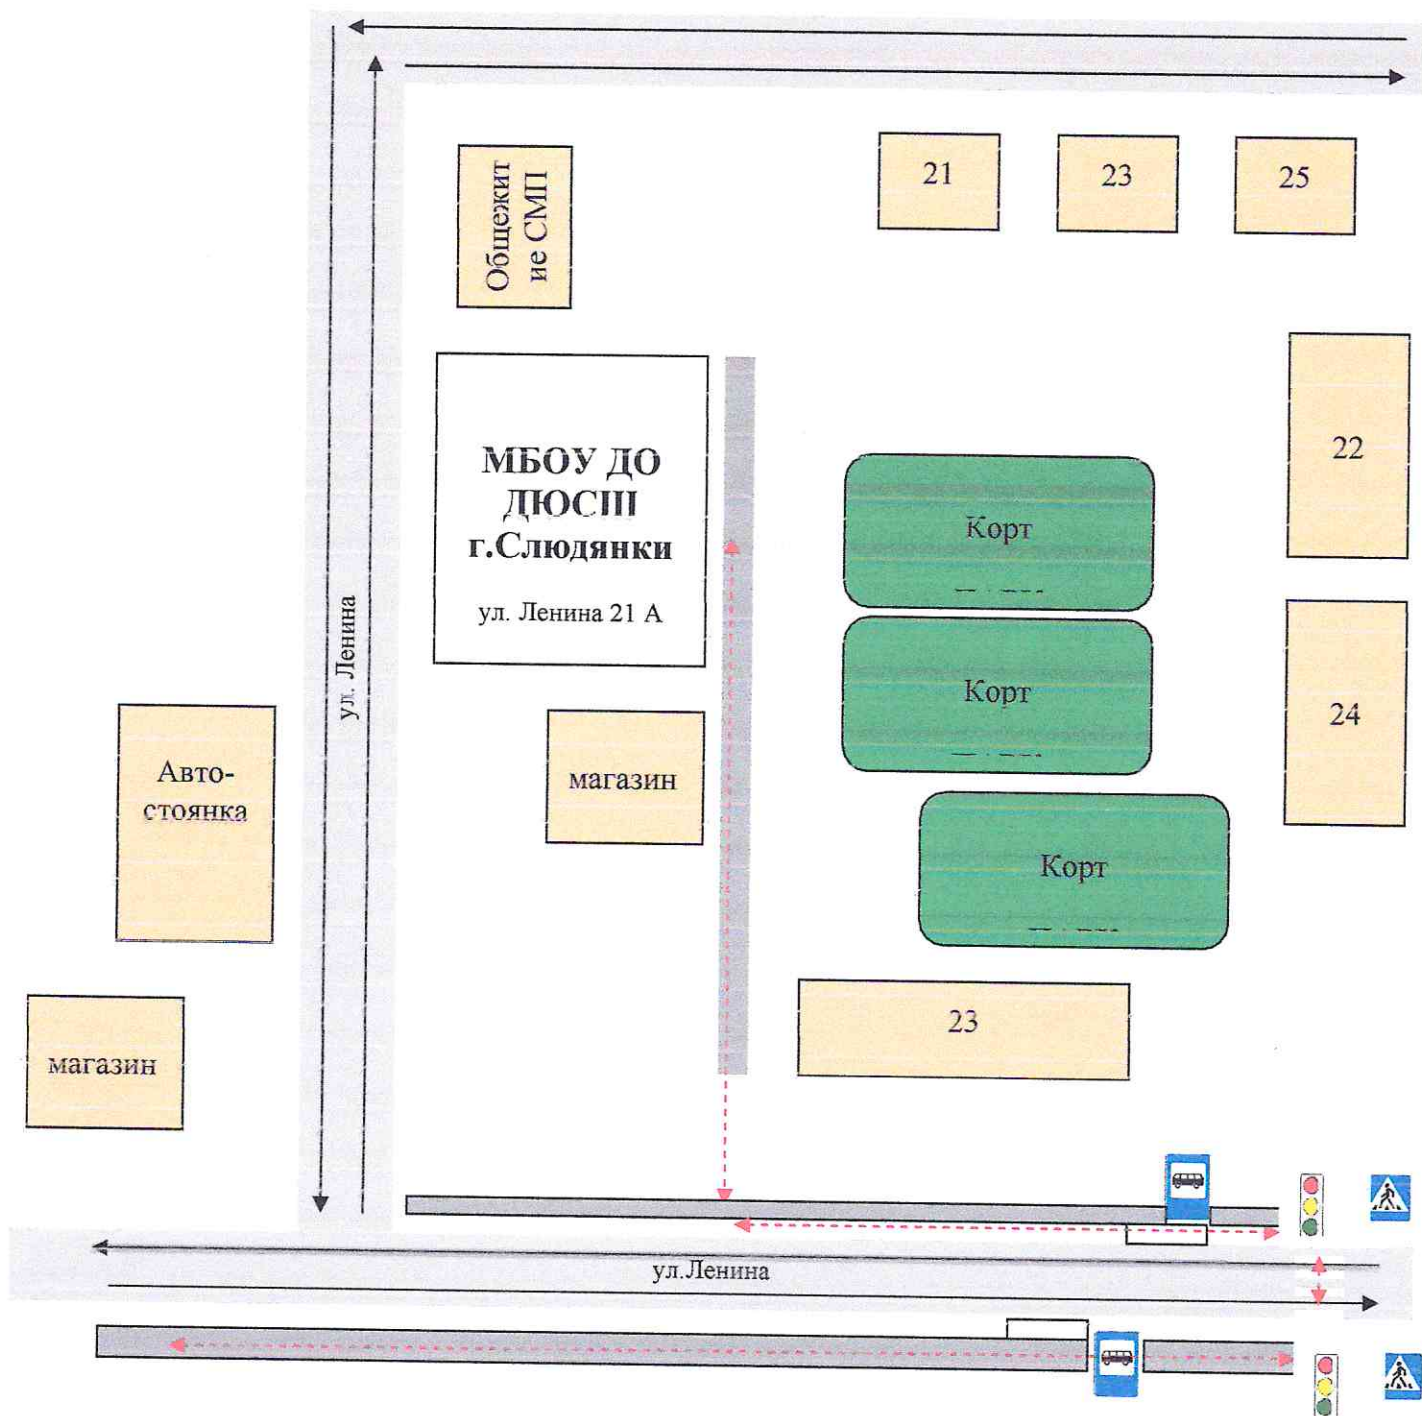 Общежит
ие СМП
21
23
25
МБОУ ДО
ДЮСШ
г.Слюдянки
ул. Ленина 21 А
22
Корт
ул. Ленина
Корт
24
Авто-
стоянка
магазин
Корт
23
магазин
ул.Ленина